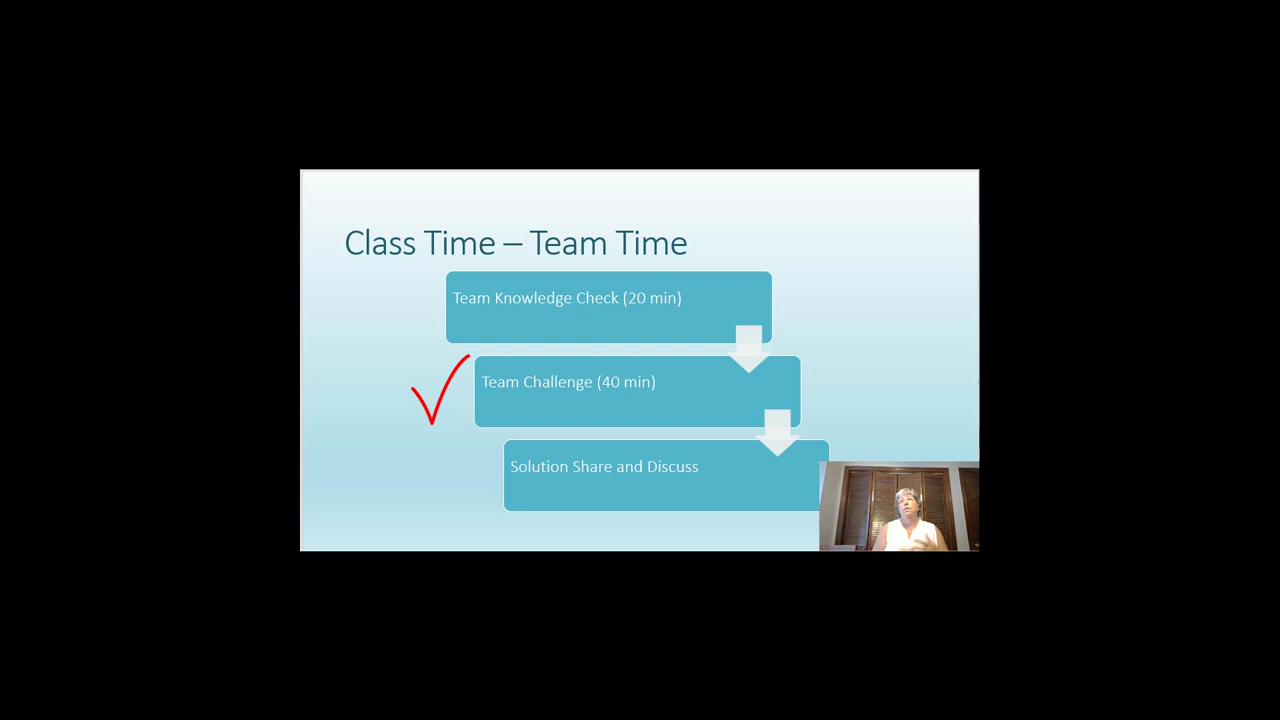 Class Time – Team Time
Team Knowledge Check (20 min)
Team Challenge (40 min)
Solution Share and Discuss